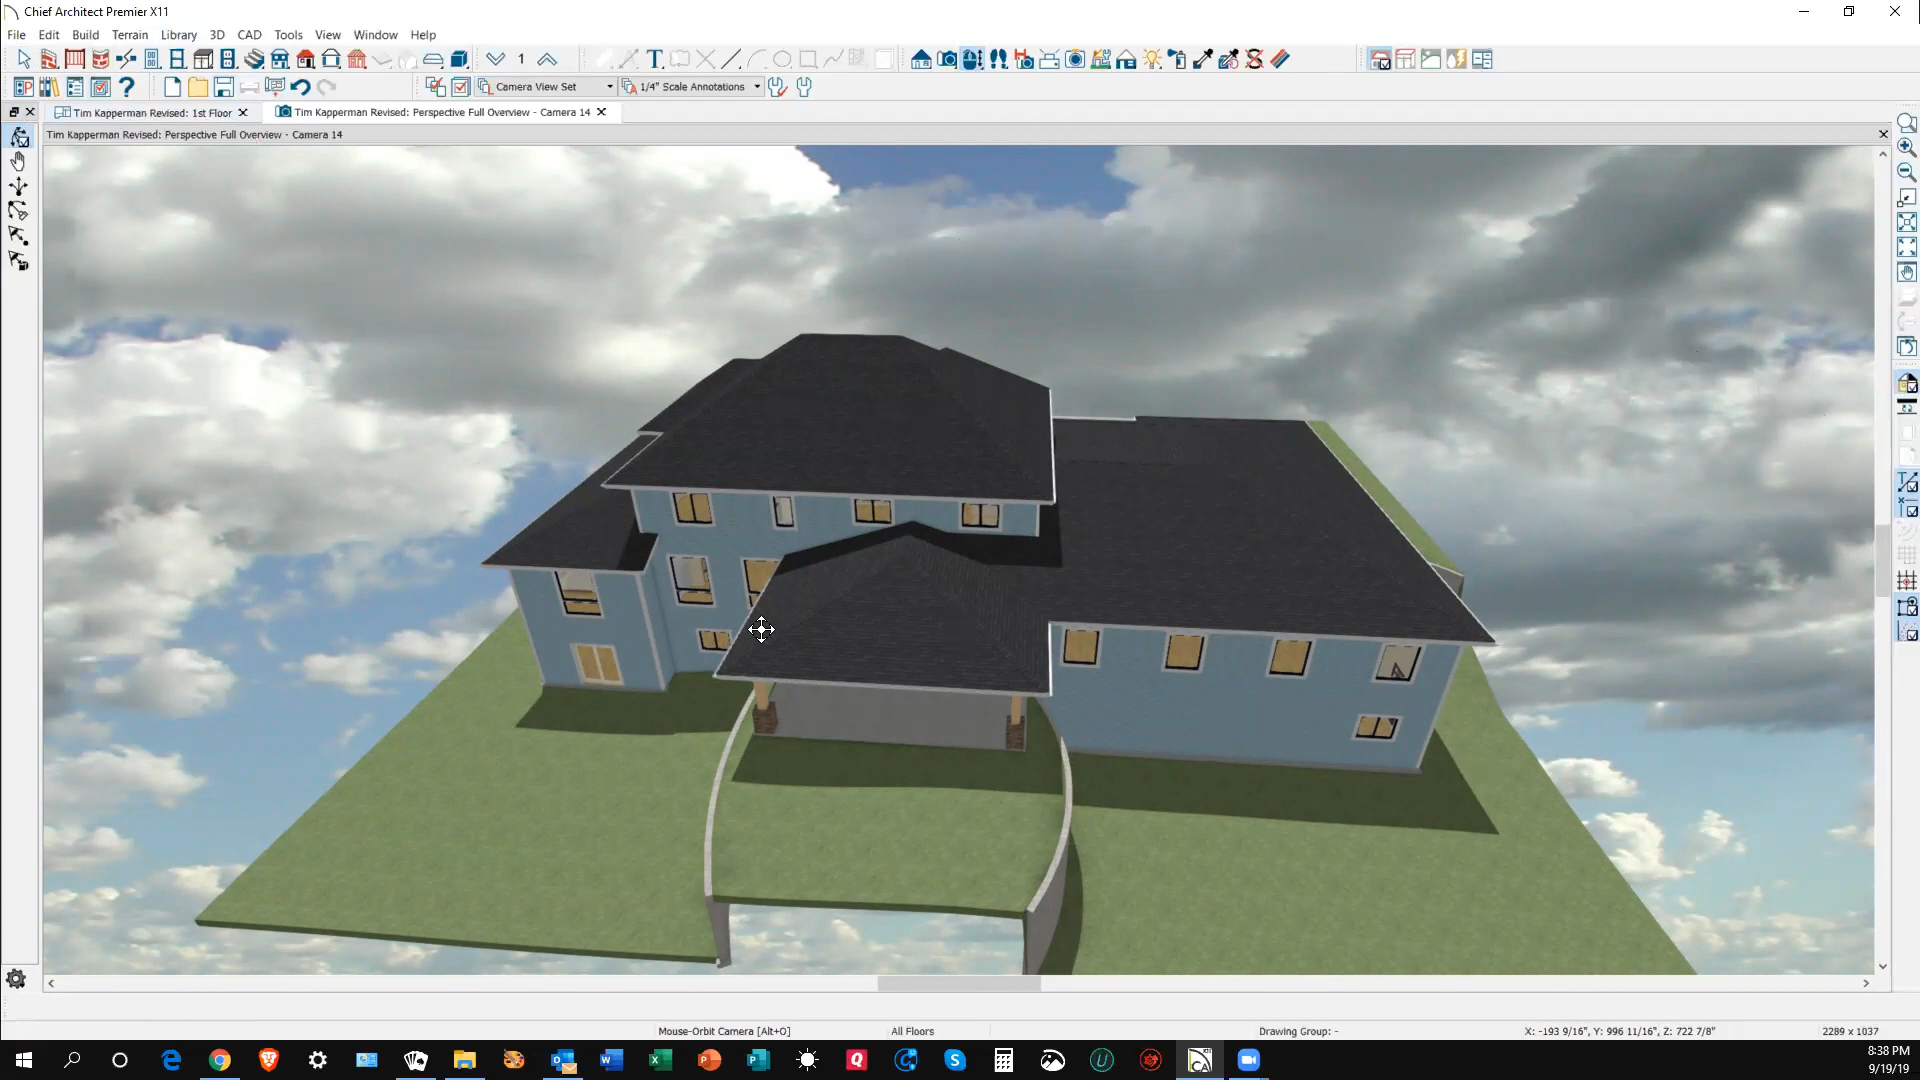 Chief Architect Premier X11
File Edit Build Terrain Library 3D CAD Tools View Window Help
1
Camera View Set 1/4" Scale Annotations
Tim Kapperman Revised: 1st Floor Tim Kapperman Revised: Perspective Full Overview - Camera 14
Tim Kapperman Revised: Perspective Full Overview - Camera 14
Mouse-Orbit Camera [Alt+O] All Floors Drawing Group: - X: -193 9/16", Y: 996 11/16", Z: 722 7/8" 2289 x 1037
8:38 PM
9/19/19